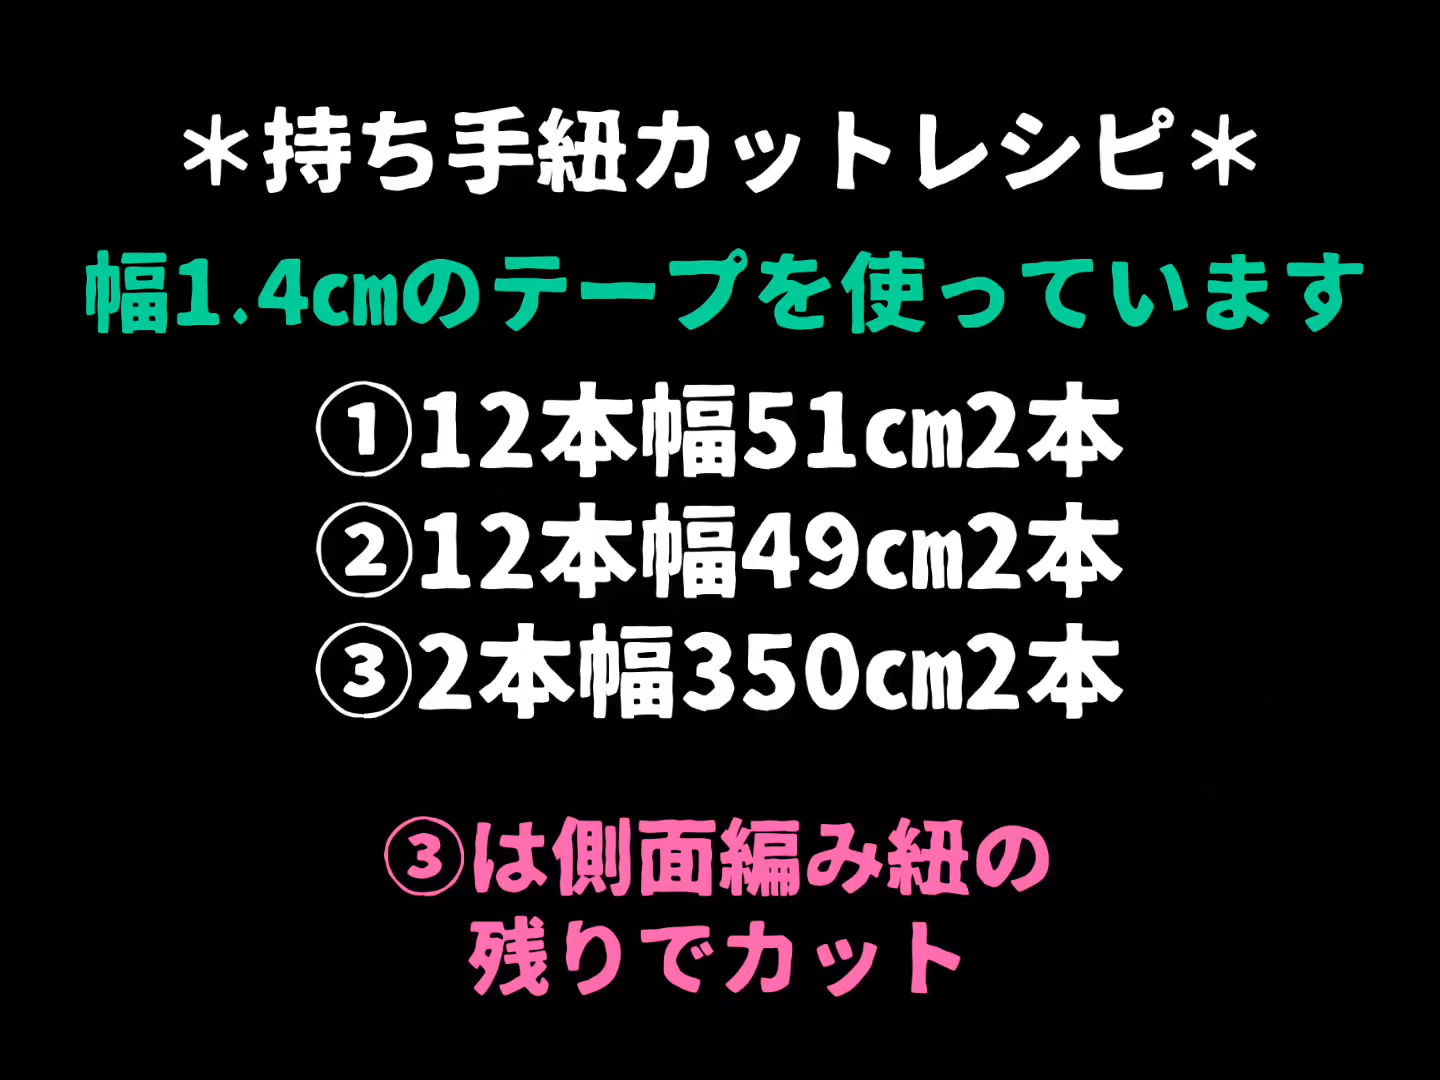 ＊持ち手紐カットレシピ＊
幅1.4㎝のテープを使っています
①12本幅51㎝2本
②12本幅49㎝2本
③2本幅350㎝2本
③は側面編み紐の
残りでカット